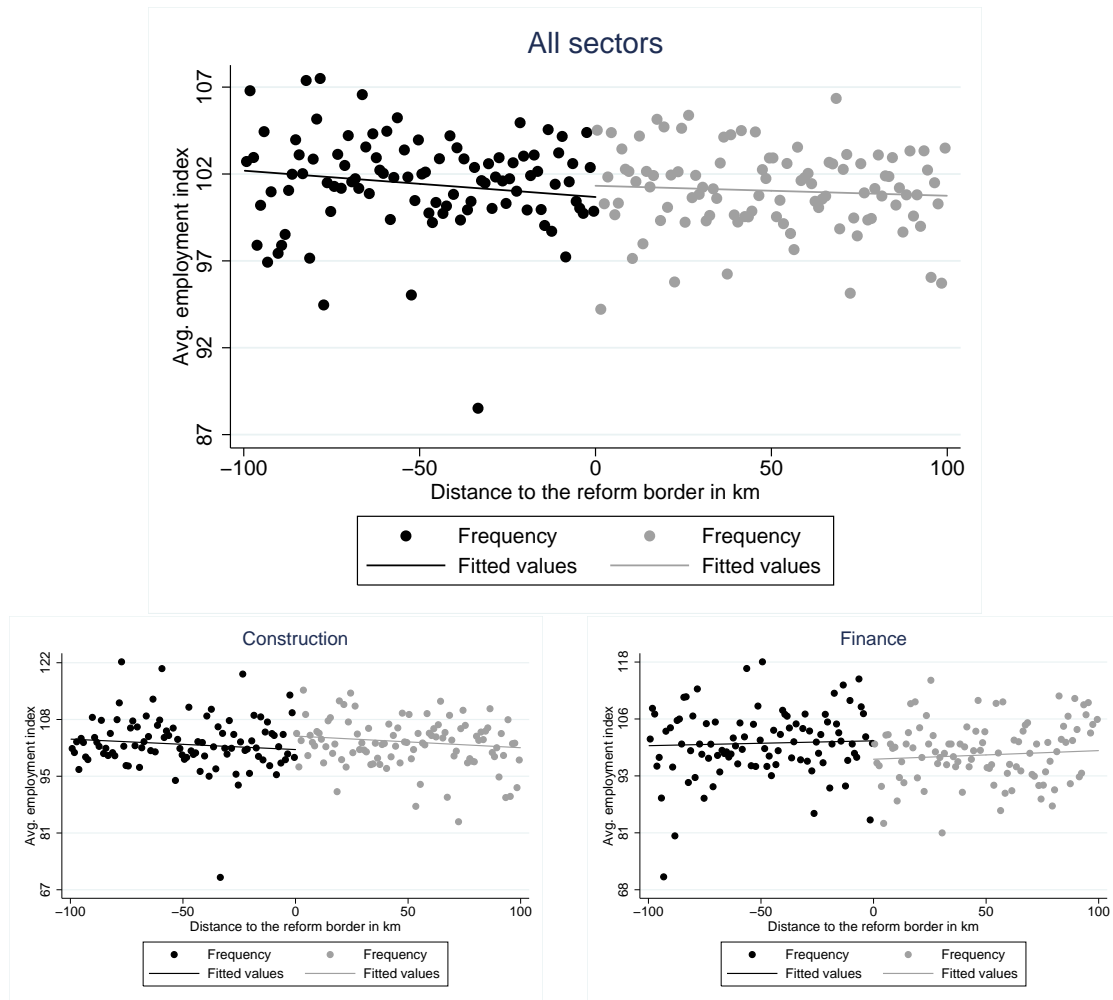 All sectors
Avg. employment index
107
102
97
92
87
−100 −50 0 50 100
Distance to the reform border in km
Frequency Frequency
Fitted values Fitted values
Construction
Avg. employment index
122
108
95
81
67
−100 −50 0 50 100
Distance to the reform border in km
Frequency Frequency
Fitted values Fitted values
Finance
Avg. employment index
118
106
93
81
68
−100 −50 0 50 100
Distance to the reform border in km
Frequency Frequency
Fitted values Fitted values